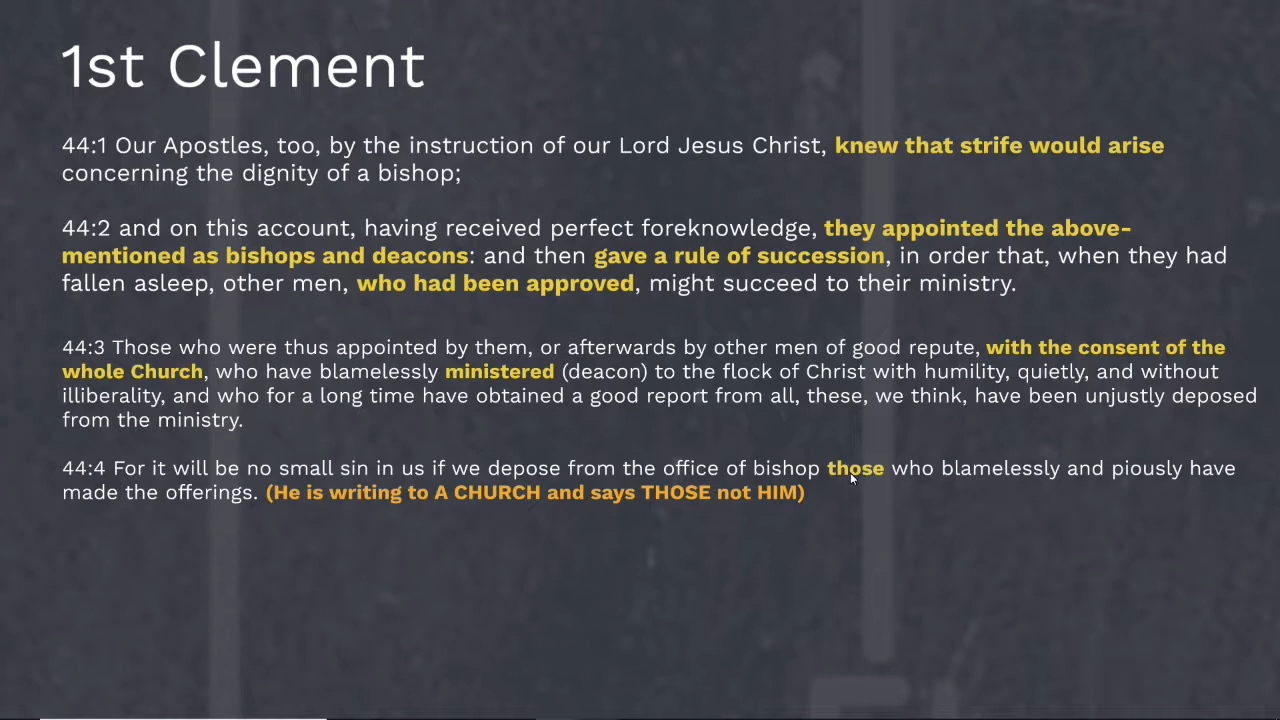 1st Clement
44:1 Our Apostles, too, by the instruction of our Lord Jesus Christ, knew that strife would arise
concerning the dignity of a bishop;
44:2 and on this account, having received perfect foreknowledge, they appointed the above-
mentioned as bishops and deacons: and then gave a rule of succession, in order that, when they had
fallen asleep, other men, who had been approved, might succeed to their ministry.
44:3 Those who were thus appointed by them, or afterwards by other men of good repute, with the consent of the
whole Church, who have blamelessly ministered (deacon) to the flock of Christ with humility, quietly, and without
illiberality, and who for a long time have obtained a good report from all, these, we think, have been unjustly deposed
from the ministry.
44:4 For it will be no small sin in us if we depose from the office of bishop those who blamelessly and piously have
made the offerings. (He is writing to A CHURCH and says THOSE not HIM)